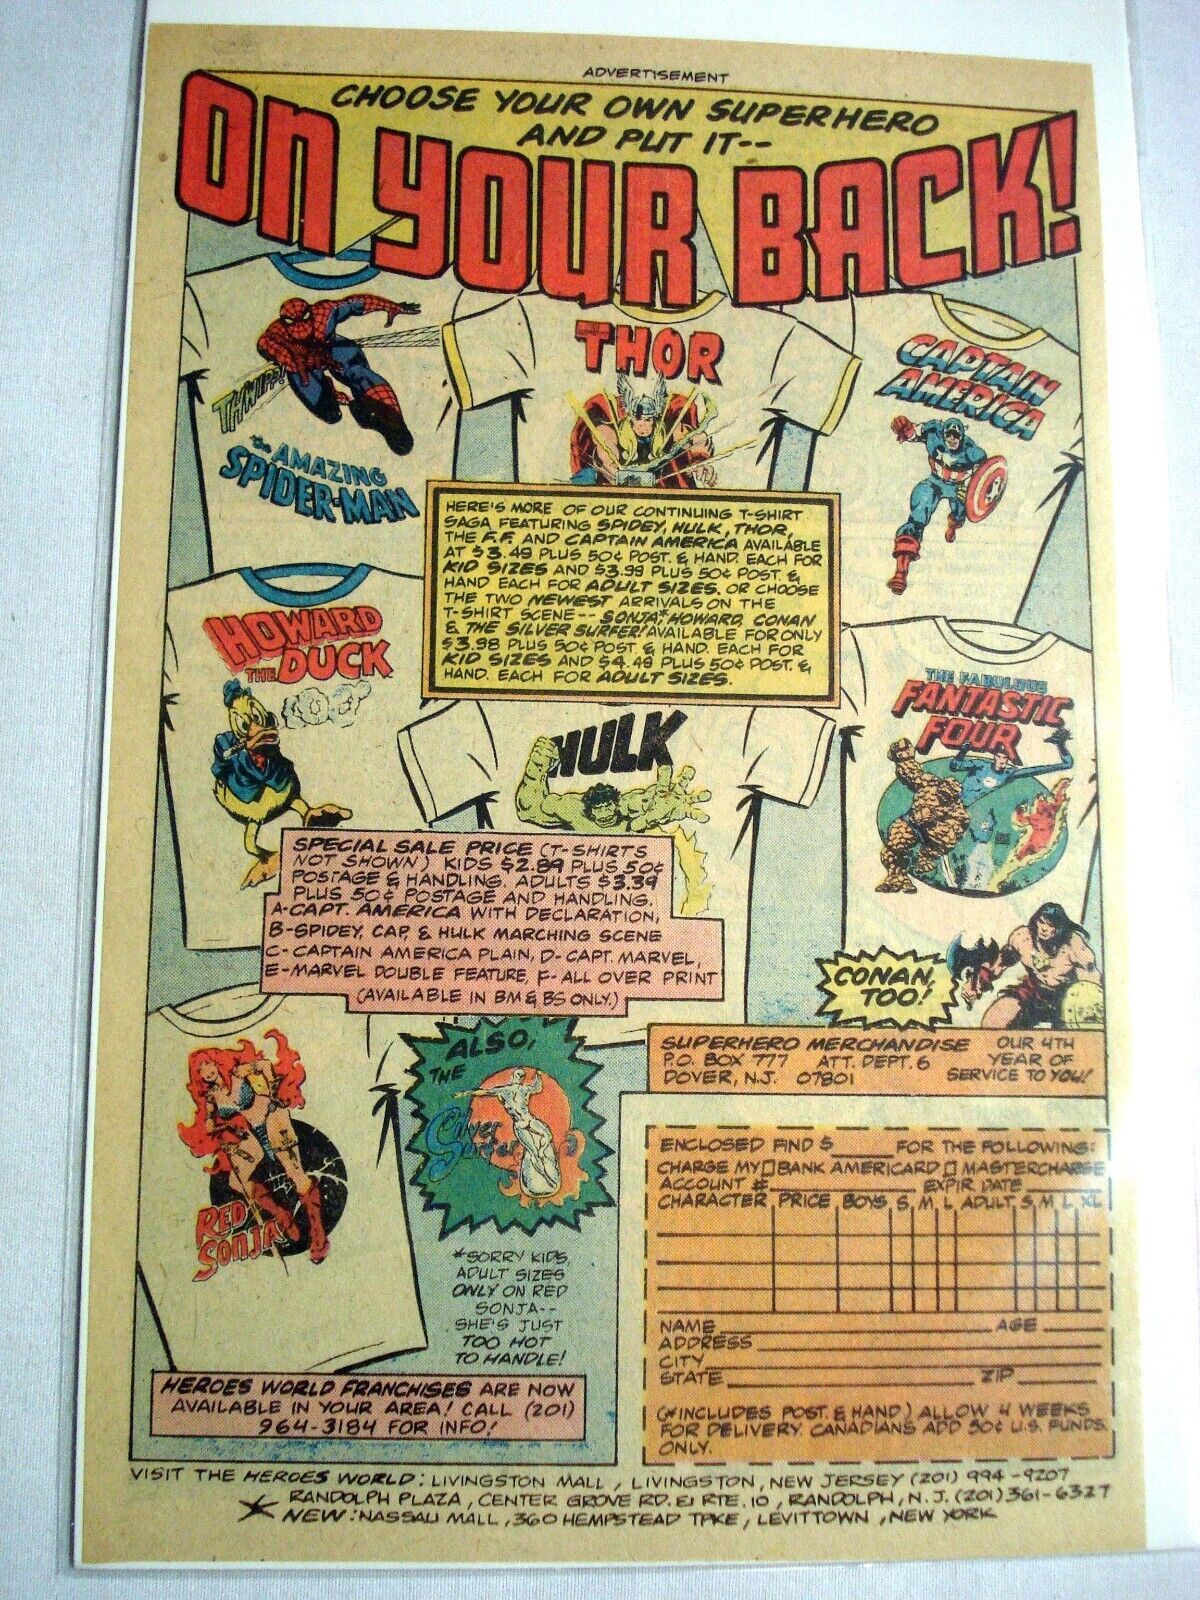 ADVERTISEMENT
CHOOSE YOUR OWN SUPERHERO
AND PUT IT--
ON YOUR BACK!
THWIPP!
the AMAZING
SPIDER-MAN
THOR
CAPTAIN
AMERICA
HERE'S MORE OF OUR CONTINUING T-SHIRT
SAGA FEATURING SPIDEY, HULK, THOR,
THE F.F. AND CAPTAIN AMERICA AVAILABLE
AT $3.49 PLUS 50¢ POST. & HAND. EACH FOR
KID SIZES AND $3.99 PLUS 50¢ POST. &
HAND EACH FOR ADULT SIZES. OR CHOOSE
THE TWO NEWEST ARRIVALS ON THE
T-SHIRT SCENE-- SONJA,* HOWARD, CONAN
& THE SILVER SURFER! AVAILABLE FOR ONLY
$3.98 PLUS 50¢ POST. & HAND. EACH FOR
KID SIZES AND $4.49 PLUS 50¢ POST. &
HAND. EACH FOR ADULT SIZES.
HOWARD
THE DUCK
HULK
THE FABULOUS
FANTASTIC
FOUR
SPECIAL SALE PRICE (T-SHIRTS
NOT SHOWN) KIDS $2.89 PLUS 50¢
POSTAGE & HANDLING. ADULTS $3.39
PLUS 50¢ POSTAGE AND HANDLING.
A-CAPT. AMERICA WITH DECLARATION,
B-SPIDEY, CAP, & HULK MARCHING SCENE
C-CAPTAIN AMERICA PLAIN, D-CAPT. MARVEL,
E-MARVEL DOUBLE FEATURE, F-ALL OVER PRINT
(AVAILABLE IN BM & BS ONLY.)
CONAN,
TOO!
RED
SONJA
ALSO,
THE
Silver
Surfer
*SORRY KIDS,
ADULT SIZES
ONLY ON RED
SONJA--
SHE'S JUST
TOO HOT
TO HANDLE!
SUPERHERO MERCHANDISE OUR 4TH
P.O. BOX 777 ATT. DEPT. 6 YEAR OF
DOVER, N.J. 07801 SERVICE TO YOU!
ENCLOSED FIND $ FOR THE FOLLOWING:
CHARGE MY BANK AMERICARD MASTERCHARGE
ACCOUNT # EXPIR DATE
CHARACTER PRICE BOYS S M L ADULT S M L XL
NAME AGE
ADDRESS
CITY
STATE ZIP
(*INCLUDES POST. & HAND.) ALLOW 4 WEEKS
FOR DELIVERY. CANADIANS ADD 50¢ U.S. FUNDS
ONLY.
HEROES WORLD FRANCHISES ARE NOW
AVAILABLE IN YOUR AREA! CALL (201)
964-3184 FOR INFO!
VISIT THE HEROES WORLD: LIVINGSTON MALL, LIVINGSTON, NEW JERSEY (201) 994-9207
RANDOLPH PLAZA, CENTER GROVE RD. & RTE. 10, RANDOLPH, N.J. (201) 361-6327
NEW: NASSAU MALL, 360 HEMPSTEAD TPKE, LEVITTOWN, NEW YORK